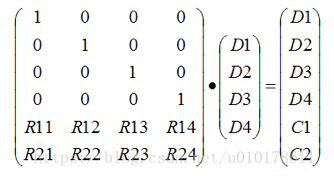 1 0 0 0
0 1 0 0 D1 D1
0 0 1 0 D2 D2
0 0 0 1 • D3 = D3
R11 R12 R13 R14 D4 D4
R21 R22 R23 R24 C1
C2